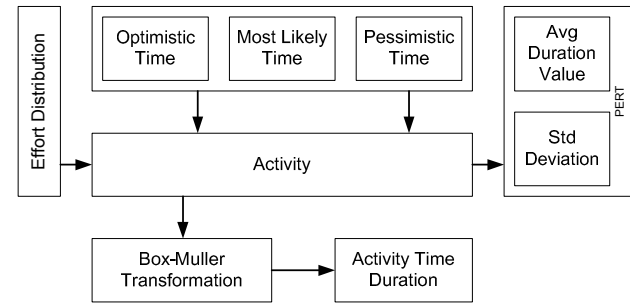 Effort Distribution
Optimistic
Time
Most Likely
Time
Pessimistic
Time
Avg
Duration
Value
Std
Deviation
PERT
Activity
Box-Muller
Transformation
Activity Time
Duration